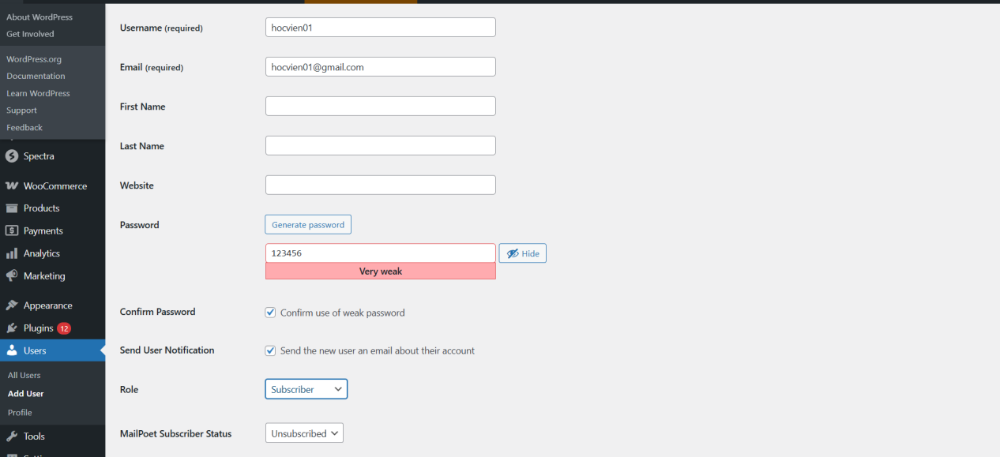 About WordPress
Get Involved
WordPress.org
Documentation
Learn WordPress
Support
Feedback
Spectra
WooCommerce
Products
Payments
Analytics
Marketing
Appearance
Plugins 12
Users
All Users
Add User
Profile
Tools
Username (required)
hocvien01
Email (required)
hocvien01@gmail.com
First Name
Last Name
Website
Password
Generate password
123456
Hide
Very weak
Confirm Password
Confirm use of weak password
Send User Notification
Send the new user an email about their account
Role
Subscriber
MailPoet Subscriber Status
Unsubscribed